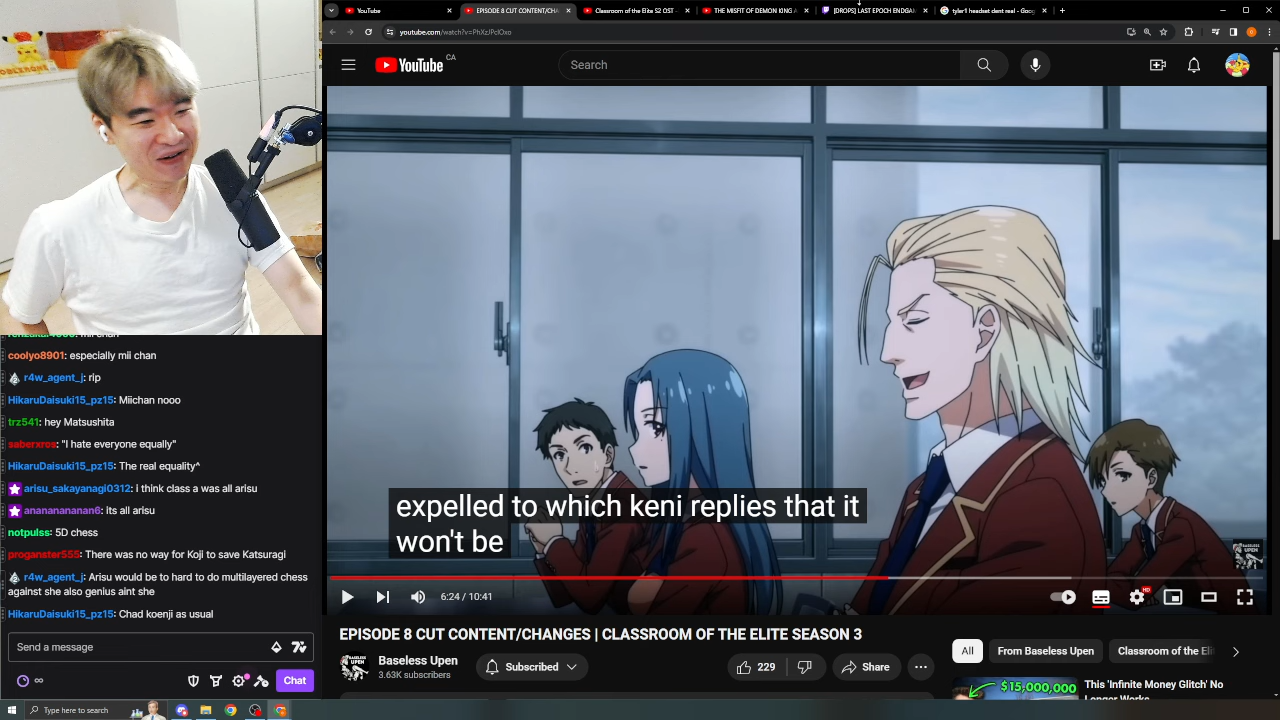 YouTube
EPISODE 8 CUT CONTENT/CHA
Classroom of the Elite S2 OST -
THE MISFIT OF DEMON KING A
[DROPS] LAST EPOCH ENDGAM
tyler1 headset dent real - Goog
youtube.com/watch?v=PhXzJPclOxo
YouTube CA
Search
coolyo8901: especially mii chan
r4w_agent_j: rip
HikaruDaisuki15_pz15: Miichan nooo
trz541: hey Matsushita
saberxros: "I hate everyone equally"
HikaruDaisuki15_pz15: The real equality^
arisu_sakayanagi0312: i think class a was all arisu
anananananan6: its all arisu
notpulss: 5D chess
proganster555: There was no way for Koji to save Katsuragi
r4w_agent_j: Arisu would be to hard to do multilayered chess
against she also genius aint she
HikaruDaisuki15_pz15: Chad koenji as usual
Send a message
Chat
expelled to which keni replies that it
won't be
BASELESS
UPEN
6:24 / 10:41
HD
EPISODE 8 CUT CONTENT/CHANGES | CLASSROOM OF THE ELITE SEASON 3
Baseless Upen
3.63K subscribers
Subscribed
229
Share
All
From Baseless Upen
Classroom of the Eli
$15,000,000
This 'Infinite Money Glitch' No
Longer Works
Type here to search